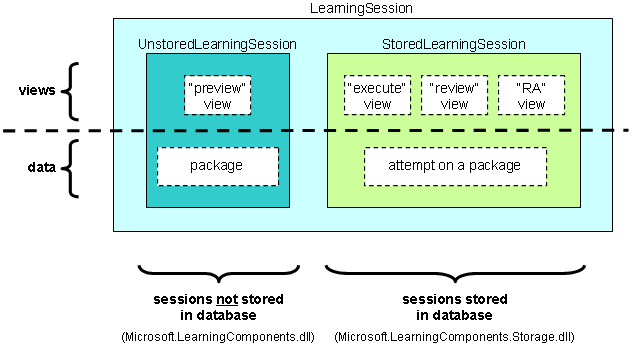 LearningSession
UnstoredLearningSession
StoredLearningSession
views
"preview"
view
"execute"
view
"review"
view
"RA"
view
data
package
attempt on a package
sessions not stored
in database
(Microsoft.LearningComponents.dll)
sessions stored
in database
(Microsoft.LearningComponents.Storage.dll)